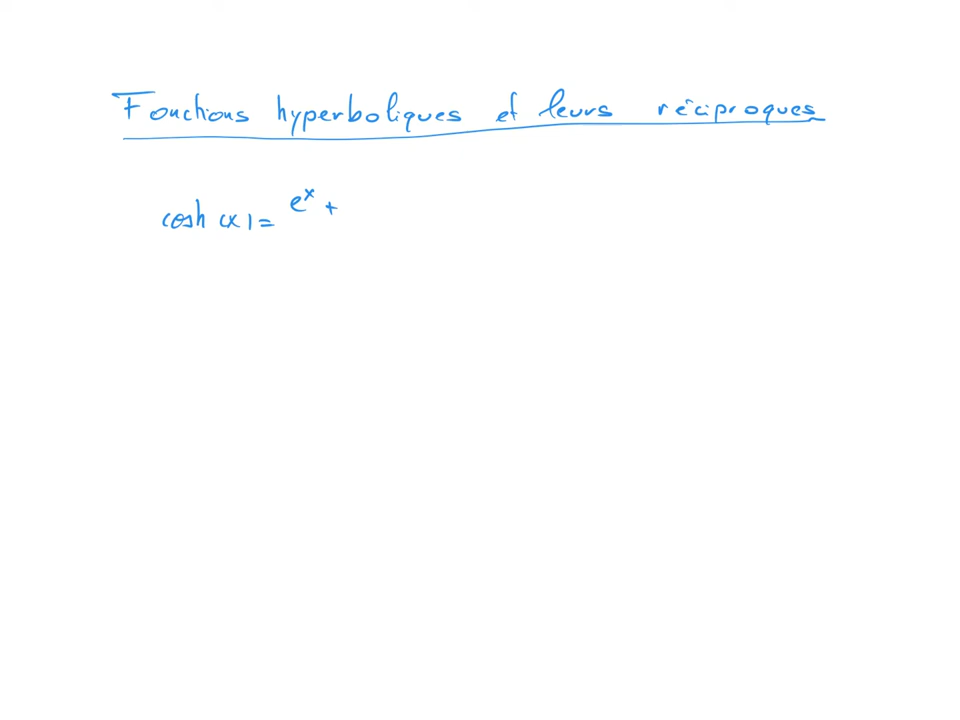 Fonctions hyperboliques et leurs réciproques
cosh (x) = e^x +